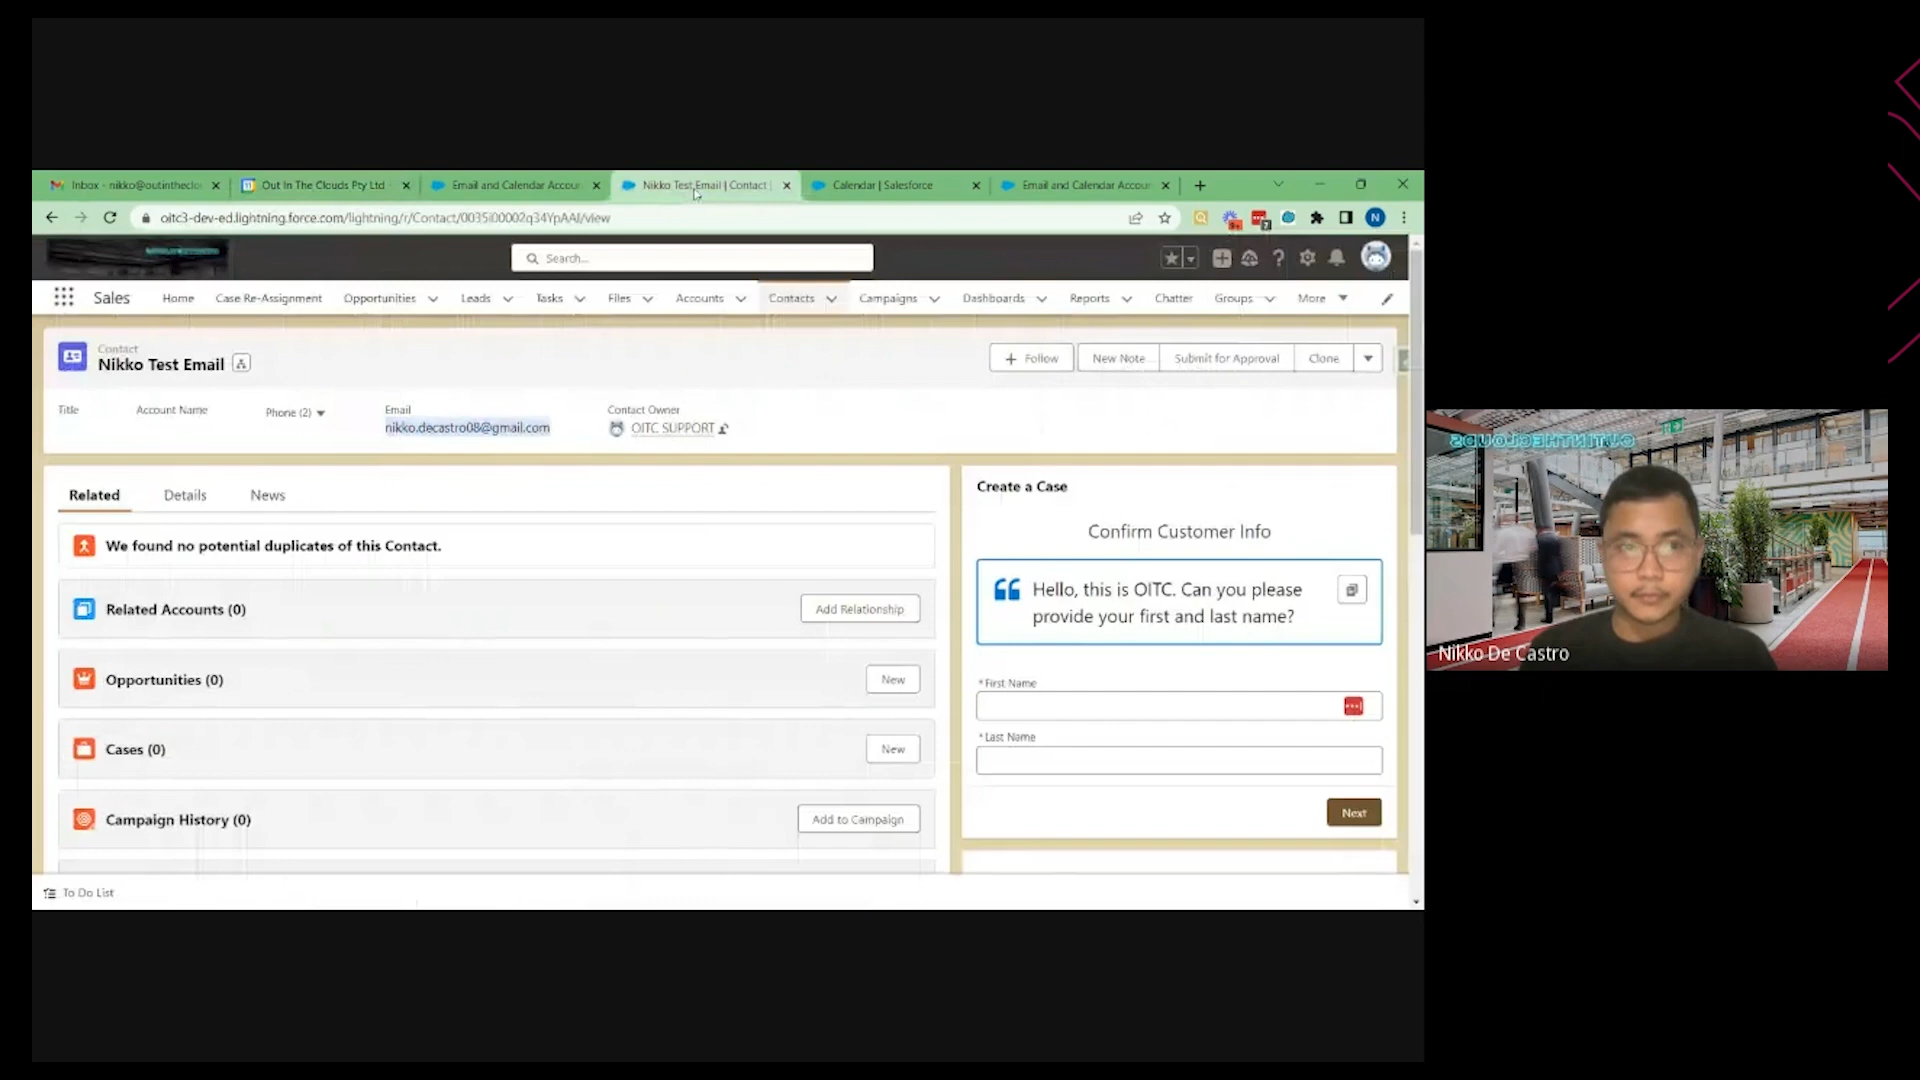 Inbox - nikko@outintheclo
Out In The Clouds Pty Ltd
Email and Calendar Accou
Nikko Test Email | Contact |
Calendar | Salesforce
Email and Calendar Accou
oitc3-dev-ed.lightning.force.com/lightning/r/Contact/0035i00002q34YpAAI/view
N
Search...
Sales
Home
Case Re-Assignment
Opportunities
Leads
Tasks
Files
Accounts
Contacts
Campaigns
Dashboards
Reports
Chatter
Groups
More
Contact
Nikko Test Email
Follow
New Note
Submit for Approval
Clone
Title
Account Name
Phone (2)
Email
nikko.decastro08@gmail.com
Contact Owner
OITC SUPPORT
Related
Details
News
We found no potential duplicates of this Contact.
Related Accounts (0)
Add Relationship
Opportunities (0)
New
Cases (0)
New
Campaign History (0)
Add to Campaign
Create a Case
Confirm Customer Info
Hello, this is OITC. Can you please
provide your first and last name?
*First Name
*Last Name
Next
To Do List
OUTINTHECLOUDS
Nikko De Castro